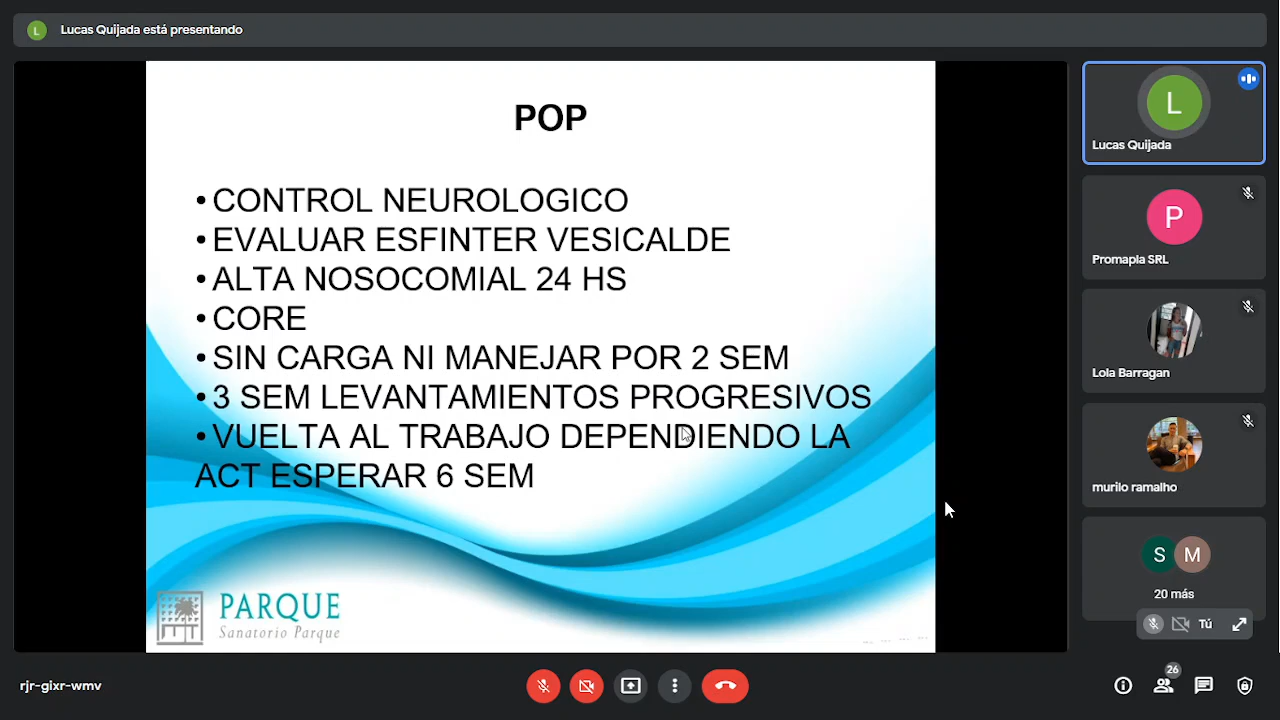 L
Lucas Quijada está presentando
POP
• CONTROL NEUROLOGICO
• EVALUAR ESFINTER VESICALDE
• ALTA NOSOCOMIAL 24 HS
• CORE
• SIN CARGA NI MANEJAR POR 2 SEM
• 3 SEM LEVANTAMIENTOS PROGRESIVOS
• VUELTA AL TRABAJO DEPENDIENDO LA
ACT ESPERAR 6 SEM
PARQUE
Sanatorio Parque
L
Lucas Quijada
P
Promapla SRL
Lola Barragan
murilo ramalho
S M
20 más
Tú
rjr-gixr-wmv
26